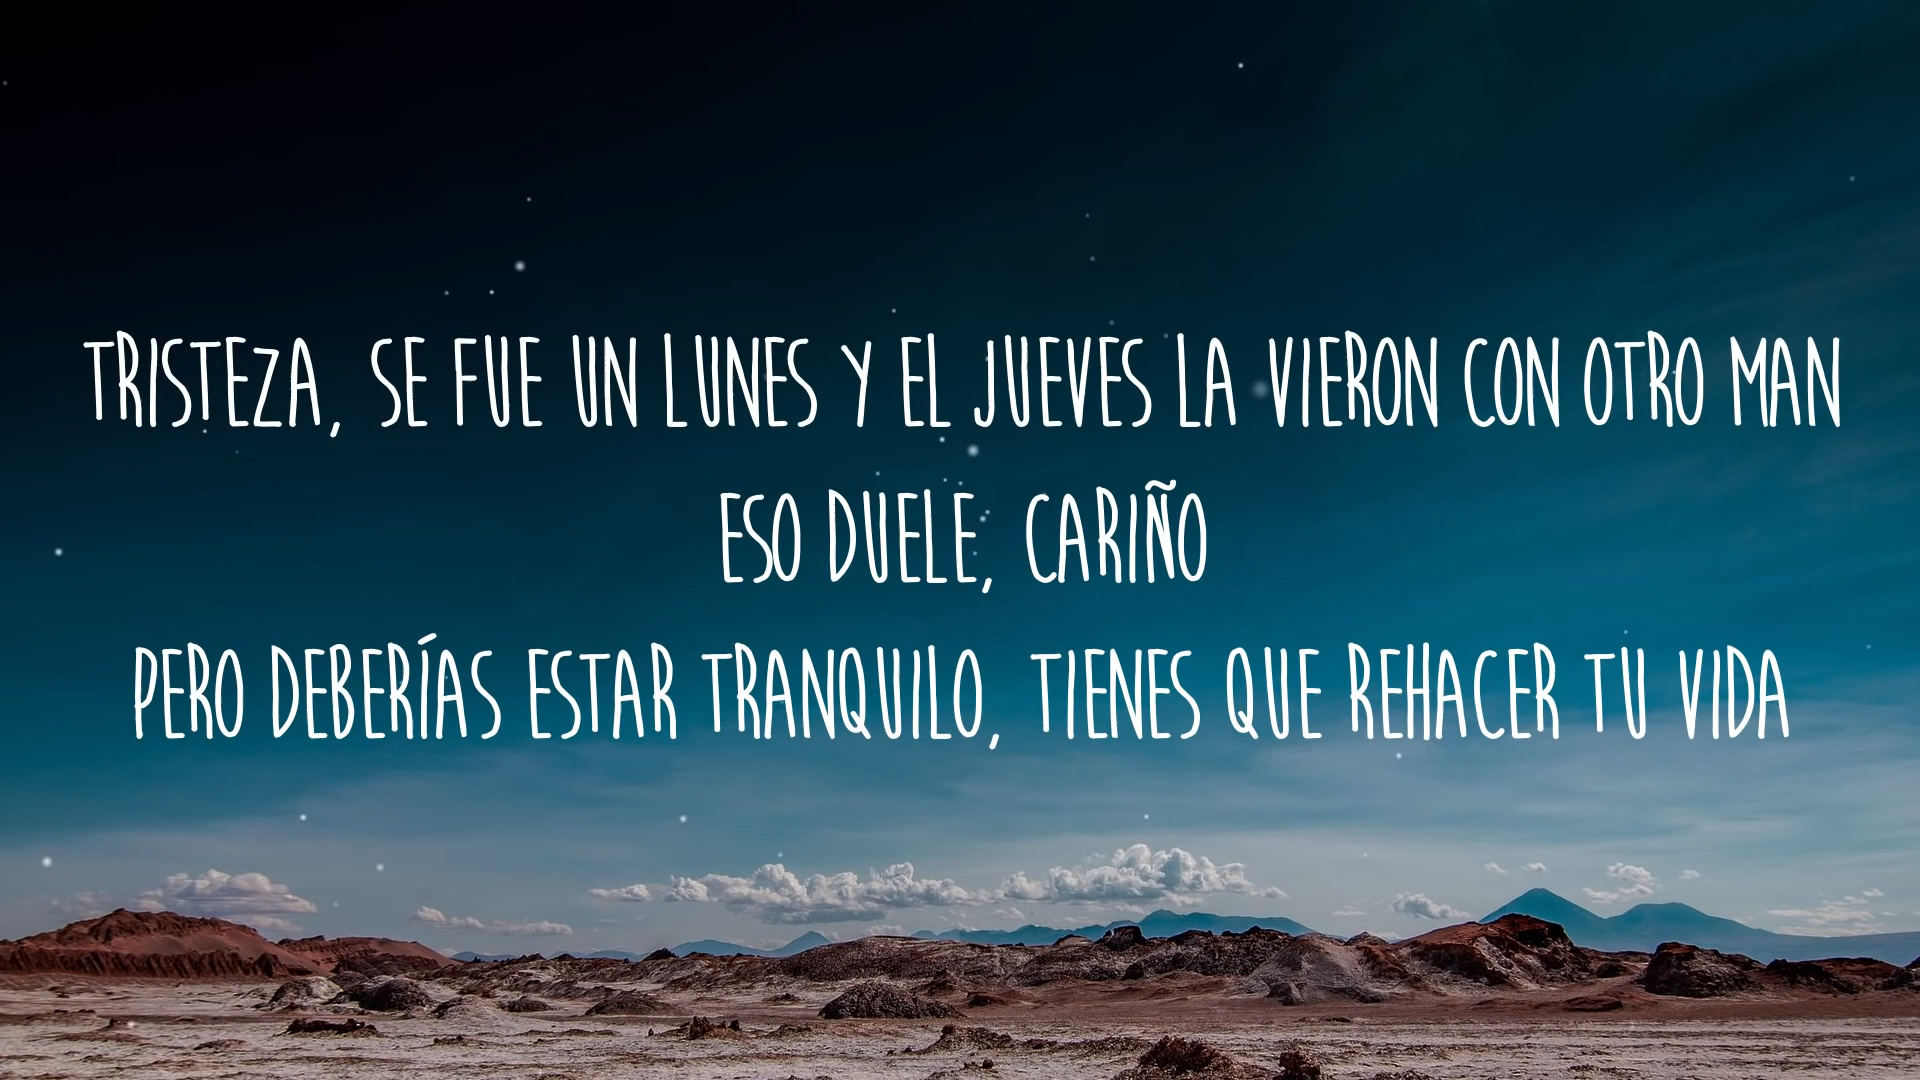 TRISTEZA, SE FUE UN LUNES Y EL JUEVES LA VIERON CON OTRO MAN
ESO DUELE, CARIÑO
PERO DEBERÍAS ESTAR TRANQUILO, TIENES QUE REHACER TU VIDA